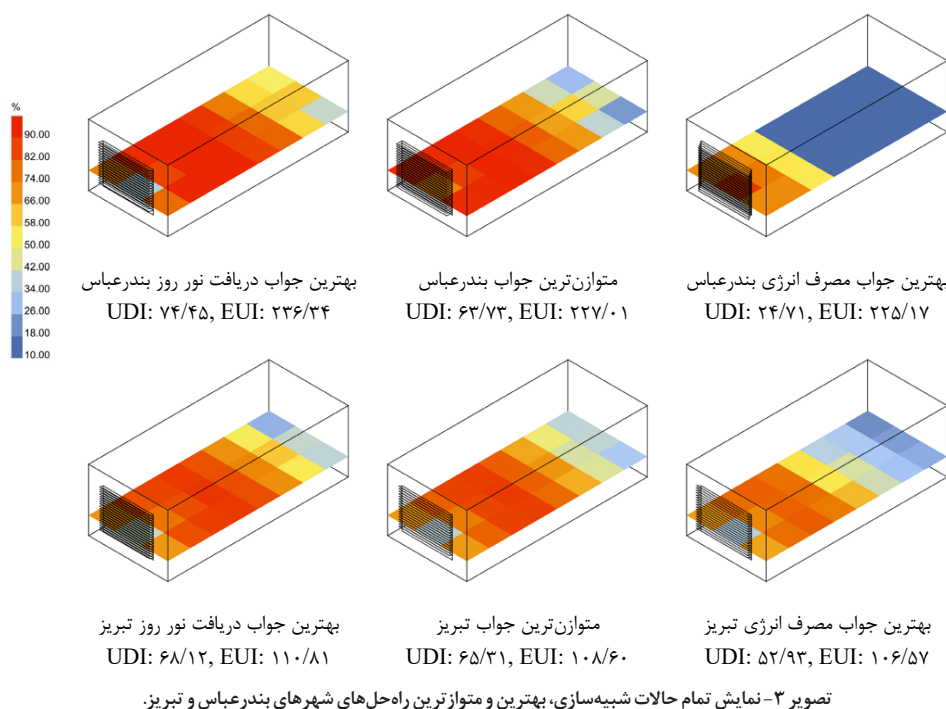 %
90.00
82.00
74.00
66.00
58.00
50.00
42.00
34.00
26.00
18.00
10.00
بهترین جواب مصرف انرژی بندرعباس
UDI: ۲۴/۷۱, EUI: ۲۲۵/۱۷
متوازن‌ترین جواب بندرعباس
UDI: ۶۳/۷۳, EUI: ۲۲۷/۰۱
بهترین جواب دریافت نور روز بندرعباس
UDI: ۷۴/۴۵, EUI: ۲۳۶/۳۴
بهترین جواب مصرف انرژی تبریز
UDI: ۵۲/۹۳, EUI: ۱۰۶/۵۷
متوازن‌ترین جواب تبریز
UDI: ۶۵/۳۱, EUI: ۱۰۸/۶۰
بهترین جواب دریافت نور روز تبریز
UDI: ۶۸/۱۲, EUI: ۱۱۰/۸۱
تصویر ۳- نمایش تمام حالات شبیه‌سازی، بهترین و متوازترین راه‌حل‌های شهرهای بندرعباس و تبریز.